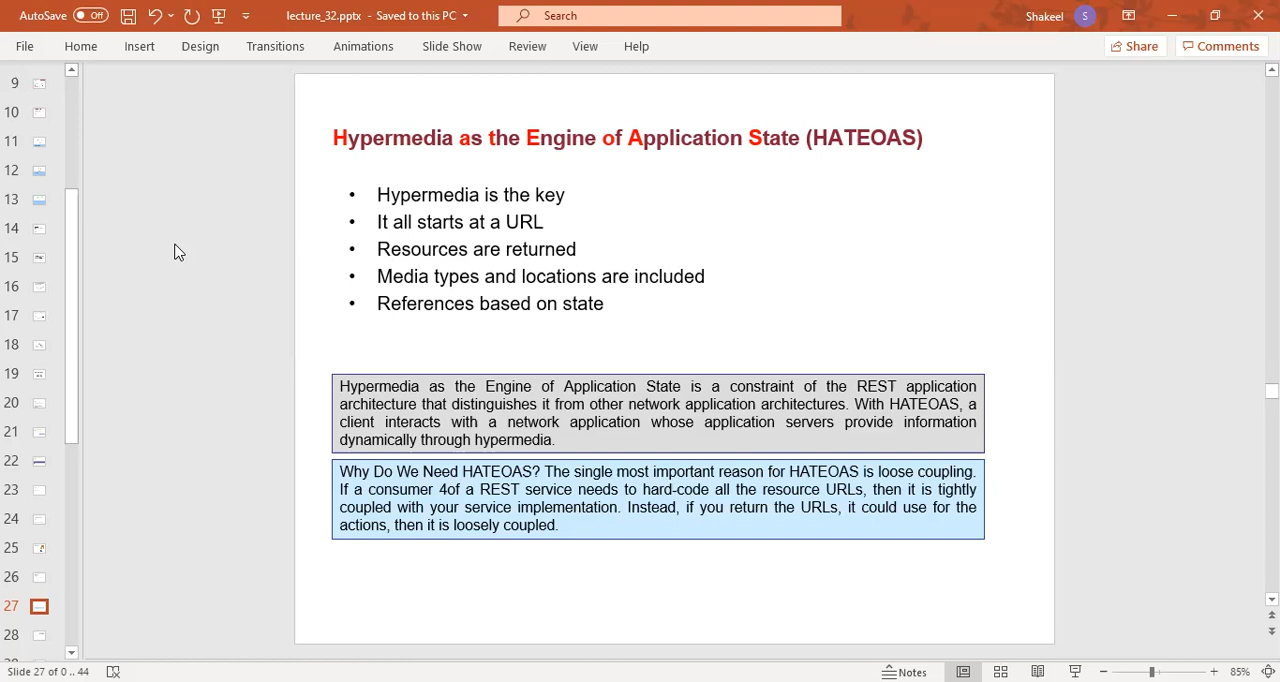 AutoSave Off lecture_32.pptx - Saved to this PC Search Shakeel S
File Home Insert Design Transitions Animations Slide Show Review View Help Share Comments
9
10
11
12
13
14
15
16
17
18
19
20
21
22
23
24
25
26
27
28
Hypermedia as the Engine of Application State (HATEOAS)
• Hypermedia is the key
• It all starts at a URL
• Resources are returned
• Media types and locations are included
• References based on state
Hypermedia as the Engine of Application State is a constraint of the REST application
architecture that distinguishes it from other network application architectures. With HATEOAS, a
client interacts with a network application whose application servers provide information
dynamically through hypermedia.
Why Do We Need HATEOAS? The single most important reason for HATEOAS is loose coupling.
If a consumer 4of a REST service needs to hard-code all the resource URLs, then it is tightly
coupled with your service implementation. Instead, if you return the URLs, it could use for the
actions, then it is loosely coupled.
Slide 27 of 0 .. 44 Notes 85%